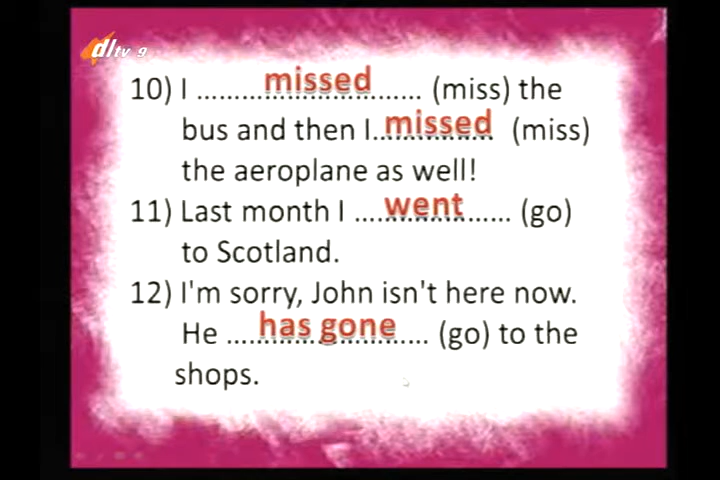 dltv 9
10) I ......missed...... (miss) the
bus and then I..missed.. (miss)
the aeroplane as well!
11) Last month I ...went...... (go)
to Scotland.
12) I'm sorry, John isn't here now.
He ...has gone... (go) to the
shops.